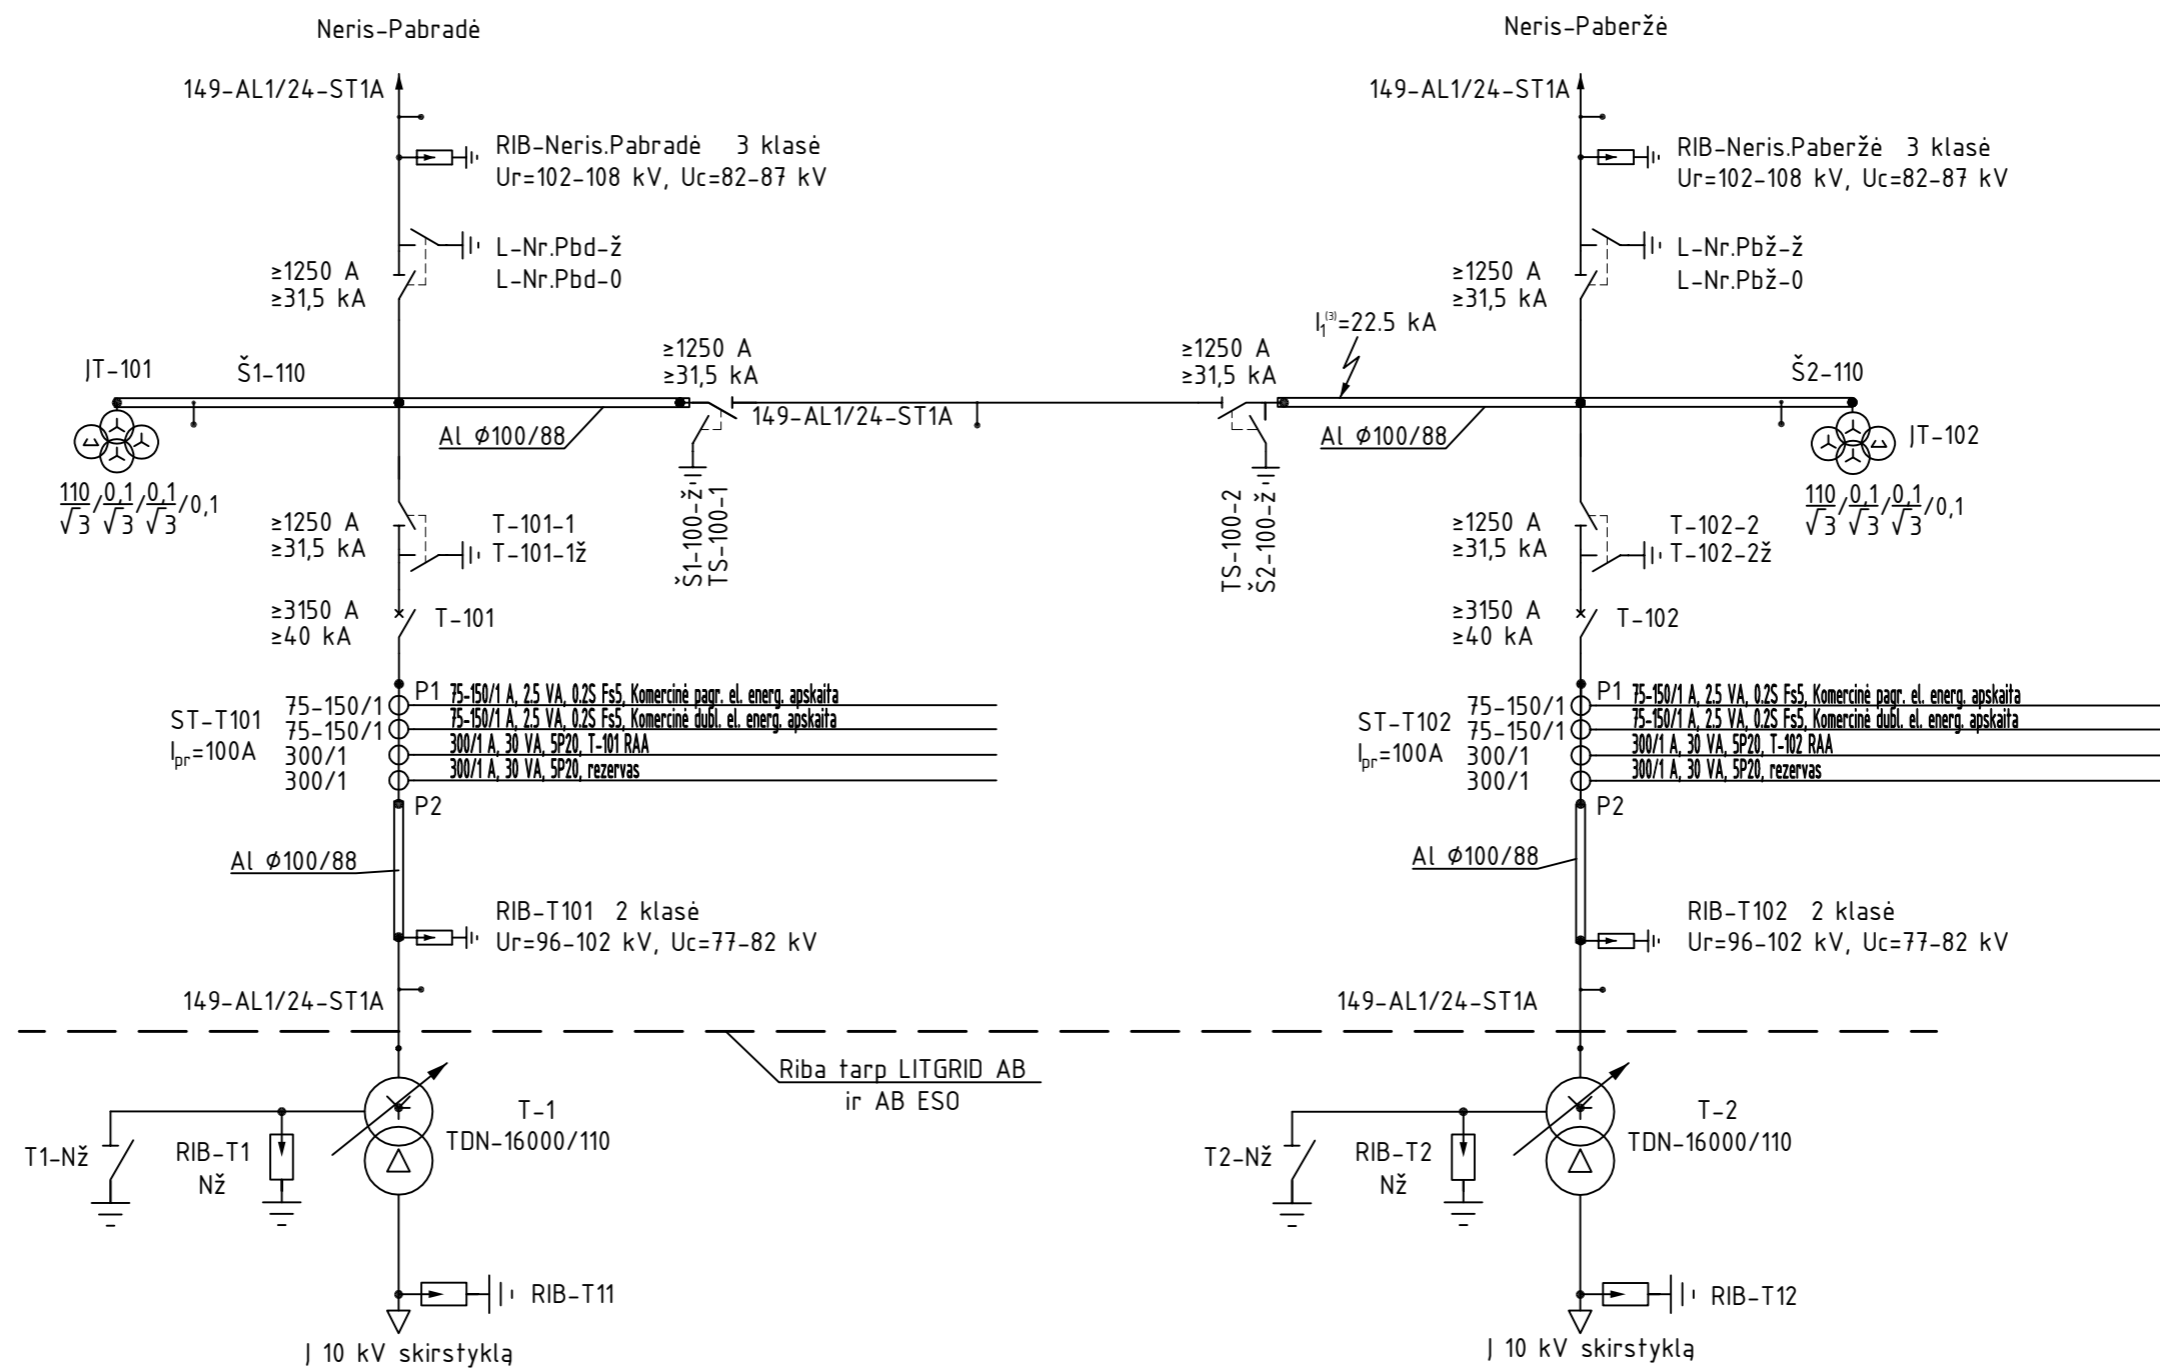 Neris-Pabradė
149-AL1/24-ST1A
RIB-Neris.Pabradė 3 klasė
Ur=102-108 kV, Uc=82-87 kV
L-Nr.Pbd-ž
L-Nr.Pbd-0
≥1250 A
≥31,5 kA
JT-101
Š1-110
≥1250 A
≥31,5 kA
149-AL1/24-ST1A
Al Ø100/88
110/√3/0,1/√3/0,1/√3/0,1
Š1-100-ž
TS-100-1
≥1250 A
≥31,5 kA
T-101-1
T-101-1ž
≥3150 A
≥40 kA
T-101
ST-T101
Ipr=100A
P1
75-150/1
75-150/1 A, 2.5 VA, 0.2S Fs5, Komercinė pagr. el. energ. apskaita
75-150/1
75-150/1 A, 2.5 VA, 0.2S Fs5, Komercinė dubl. el. energ. apskaita
300/1
300/1 A, 30 VA, 5P20, T-101 RAA
300/1
300/1 A, 30 VA, 5P20, rezervas
P2
Al Ø100/88
RIB-T101 2 klasė
Ur=96-102 kV, Uc=77-82 kV
149-AL1/24-ST1A
Riba tarp LITGRID AB
ir AB ESO
T-1
TDN-16000/110
T1-Nž
RIB-T1
Nž
RIB-T11
Į 10 kV skirstyklą
Neris-Paberžė
149-AL1/24-ST1A
RIB-Neris.Paberžė 3 klasė
Ur=102-108 kV, Uc=82-87 kV
L-Nr.Pbž-ž
L-Nr.Pbž-0
≥1250 A
≥31,5 kA
I₁⁽³⁾=22.5 kA
≥1250 A
≥31,5 kA
Š2-110
Al Ø100/88
JT-102
110/√3/0,1/√3/0,1/√3/0,1
TS-100-2
Š2-100-ž
≥1250 A
≥31,5 kA
T-102-2
T-102-2ž
≥3150 A
≥40 kA
T-102
ST-T102
Ipr=100A
P1
75-150/1
75-150/1 A, 2.5 VA, 0.2S Fs5, Komercinė pagr. el. energ. apskaita
75-150/1
75-150/1 A, 2.5 VA, 0.2S Fs5, Komercinė dubl. el. energ. apskaita
300/1
300/1 A, 30 VA, 5P20, T-102 RAA
300/1
300/1 A, 30 VA, 5P20, rezervas
P2
Al Ø100/88
RIB-T102 2 klasė
Ur=96-102 kV, Uc=77-82 kV
149-AL1/24-ST1A
T-2
TDN-16000/110
T2-Nž
RIB-T2
Nž
RIB-T12
Į 10 kV skirstyklą